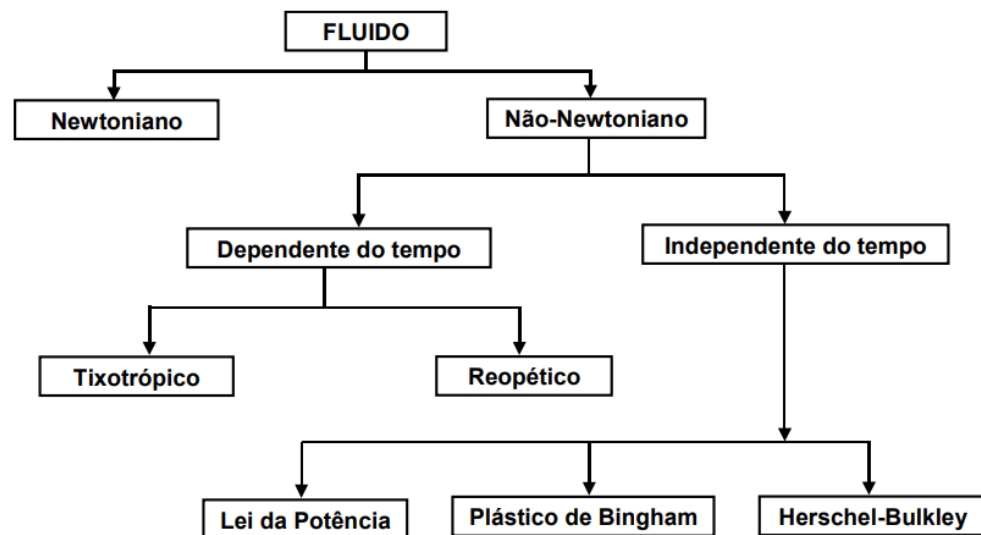 FLUIDO
Newtoniano
Não-Newtoniano
Dependente do tempo
Independente do tempo
Tixotrópico
Reopético
Lei da Potência
Plástico de Bingham
Herschel-Bulkley